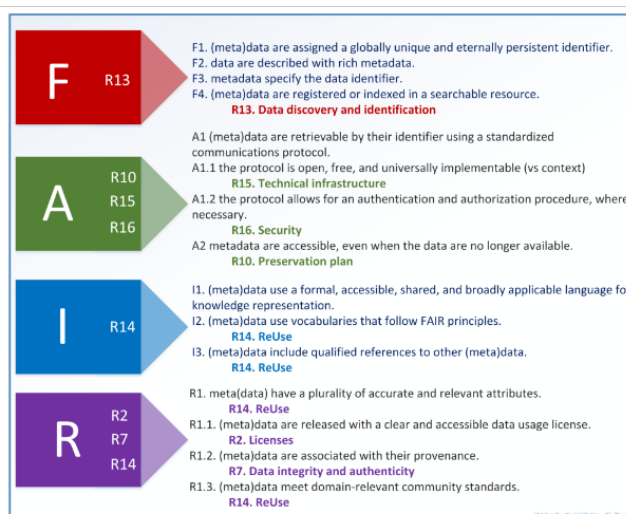 F
R13
F1. (meta)data are assigned a globally unique and eternally persistent identifier.
F2. data are described with rich metadata.
F3. metadata specify the data identifier.
F4. (meta)data are registered or indexed in a searchable resource.
R13. Data discovery and identification
A
R10
R15
R16
A1 (meta)data are retrievable by their identifier using a standardized
communications protocol.
A1.1 the protocol is open, free, and universally implementable (vs context)
R15. Technical infrastructure
A1.2 the protocol allows for an authentication and authorization procedure, where
necessary.
R16. Security
A2 metadata are accessible, even when the data are no longer available.
R10. Preservation plan
I
R14
I1. (meta)data use a formal, accessible, shared, and broadly applicable language fo
knowledge representation.
I2. (meta)data use vocabularies that follow FAIR principles.
R14. ReUse
I3. (meta)data include qualified references to other (meta)data.
R14. ReUse
R
R2
R7
R14
R1. meta(data) have a plurality of accurate and relevant attributes.
R14. ReUse
R1.1. (meta)data are released with a clear and accessible data usage license.
R2. Licenses
R1.2. (meta)data are associated with their provenance.
R7. Data integrity and authenticity
R1.3. (meta)data meet domain-relevant community standards.
R14. ReUse